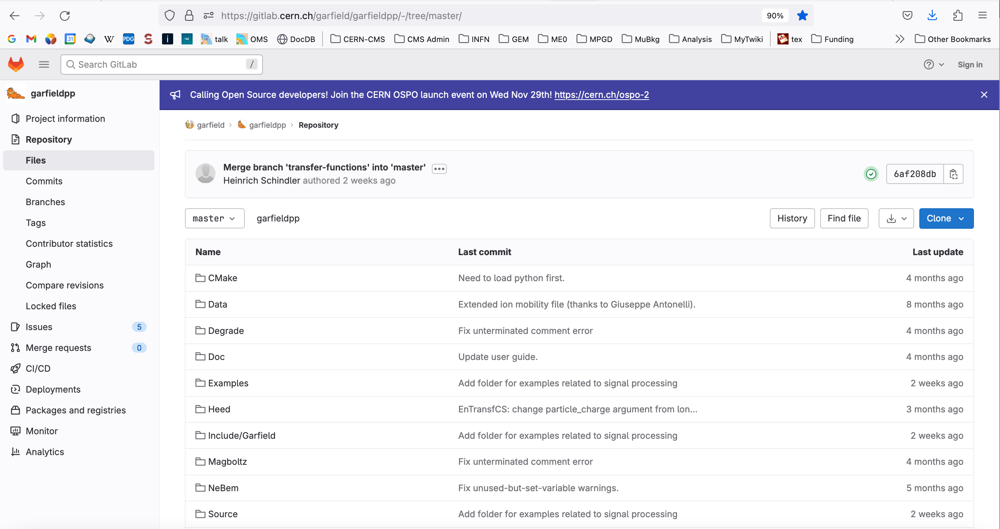 https://gitlab.cern.ch/garfield/garfieldpp/-/tree/master/
90%
G
31
W
PDG
S
i
talk
OMS
DocDB
CERN-CMS
CMS Admin
INFN
GEM
ME0
MPGD
MuBkg
Analysis
MyTwiki
tex
Funding
Other Bookmarks
Search GitLab
/
Sign in
garfieldpp
Project information
Repository
Files
Commits
Branches
Tags
Contributor statistics
Graph
Compare revisions
Locked files
Issues 5
Merge requests 0
CI/CD
Deployments
Packages and registries
Monitor
Analytics
Calling Open Source developers! Join the CERN OSPO launch event on Wed Nov 29th! https://cern.ch/ospo-2
garfield > garfieldpp > Repository
Merge branch 'transfer-functions' into 'master'
Heinrich Schindler authored 2 weeks ago
6af208db
master garfieldpp History Find file Clone
Name Last commit Last update
CMake Need to load python first. 4 months ago
Data Extended ion mobility file (thanks to Giuseppe Antonelli). 8 months ago
Degrade Fix unterminated comment error 4 months ago
Doc Update user guide. 4 months ago
Examples Add folder for examples related to signal processing 2 weeks ago
Heed EnTransfCS: change particle_charge argument from lon... 3 months ago
Include/Garfield Add folder for examples related to signal processing 2 weeks ago
Magboltz Fix unterminated comment error 4 months ago
NeBem Fix unused-but-set-variable warnings. 5 months ago
Source Add folder for examples related to signal processing 2 weeks ago